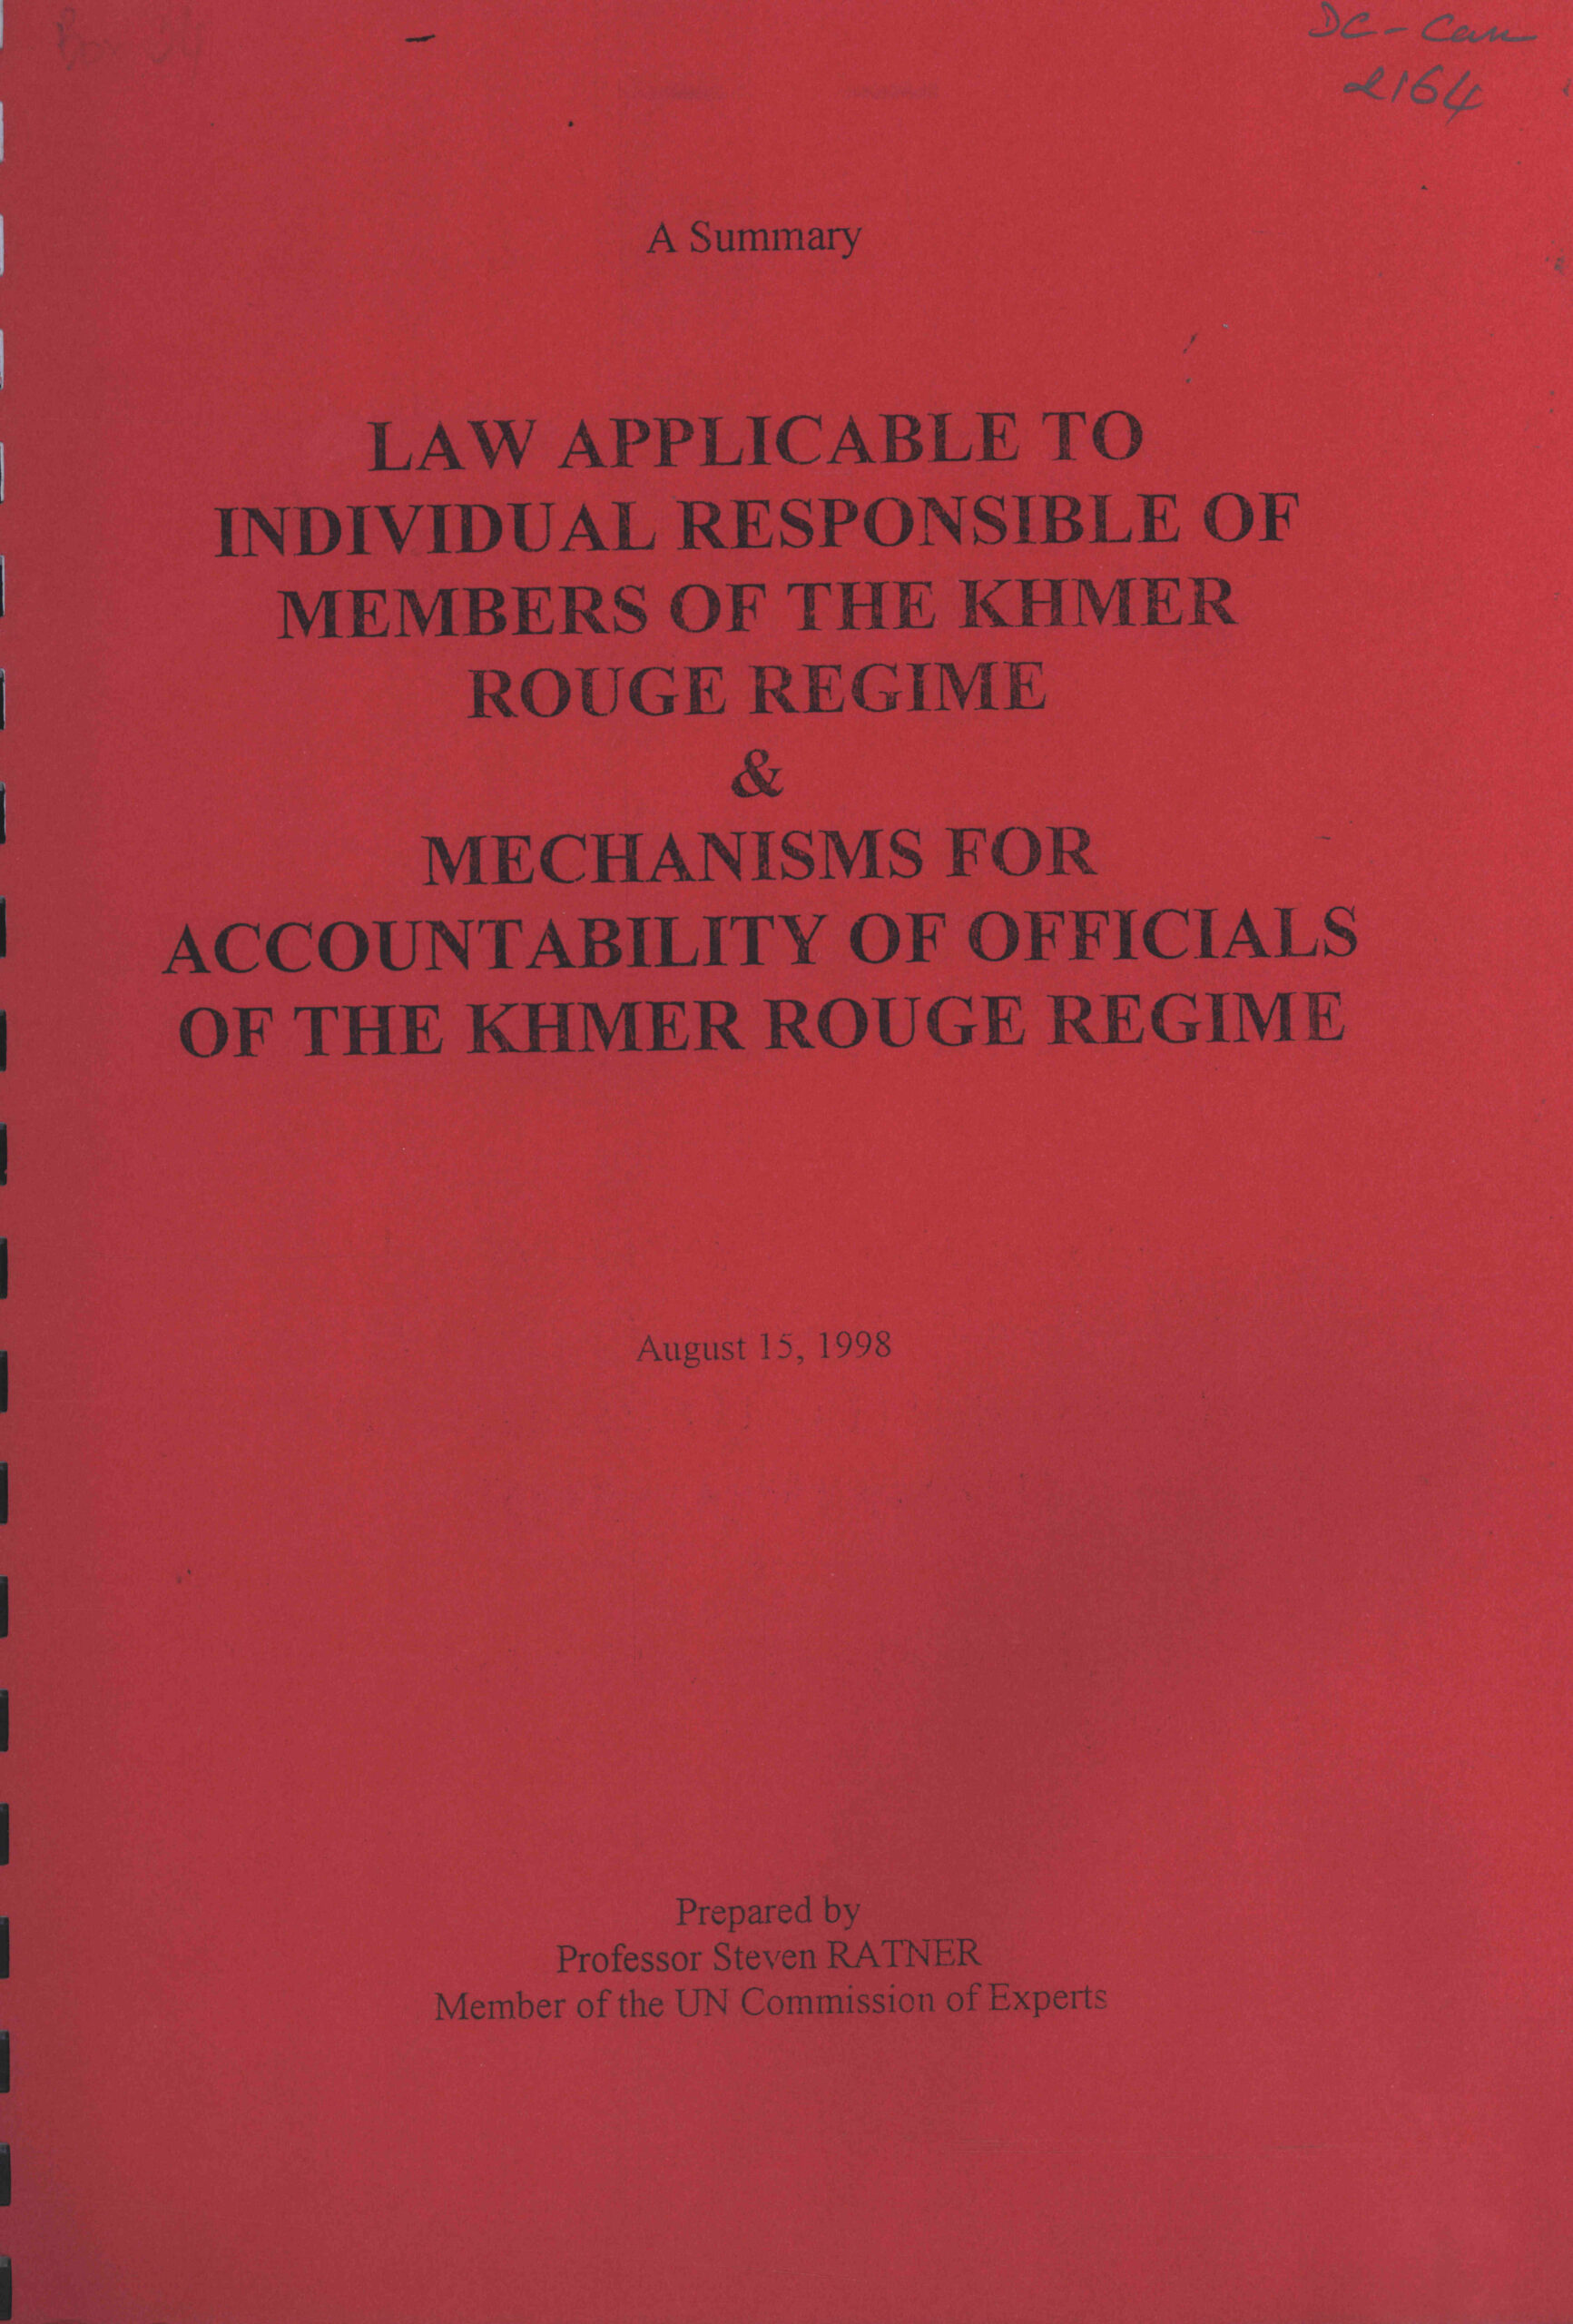 DC-Cam
2164
A Summary
LAW APPLICABLE TO
INDIVIDUAL RESPONSIBLE OF
MEMBERS OF THE KHMER
ROUGE REGIME
&
MECHANISMS FOR
ACCOUNTABILITY OF OFFICIALS
OF THE KHMER ROUGE REGIME
August 15, 1998
Prepared by
Professor Steven RATNER
Member of the UN Commission of Experts